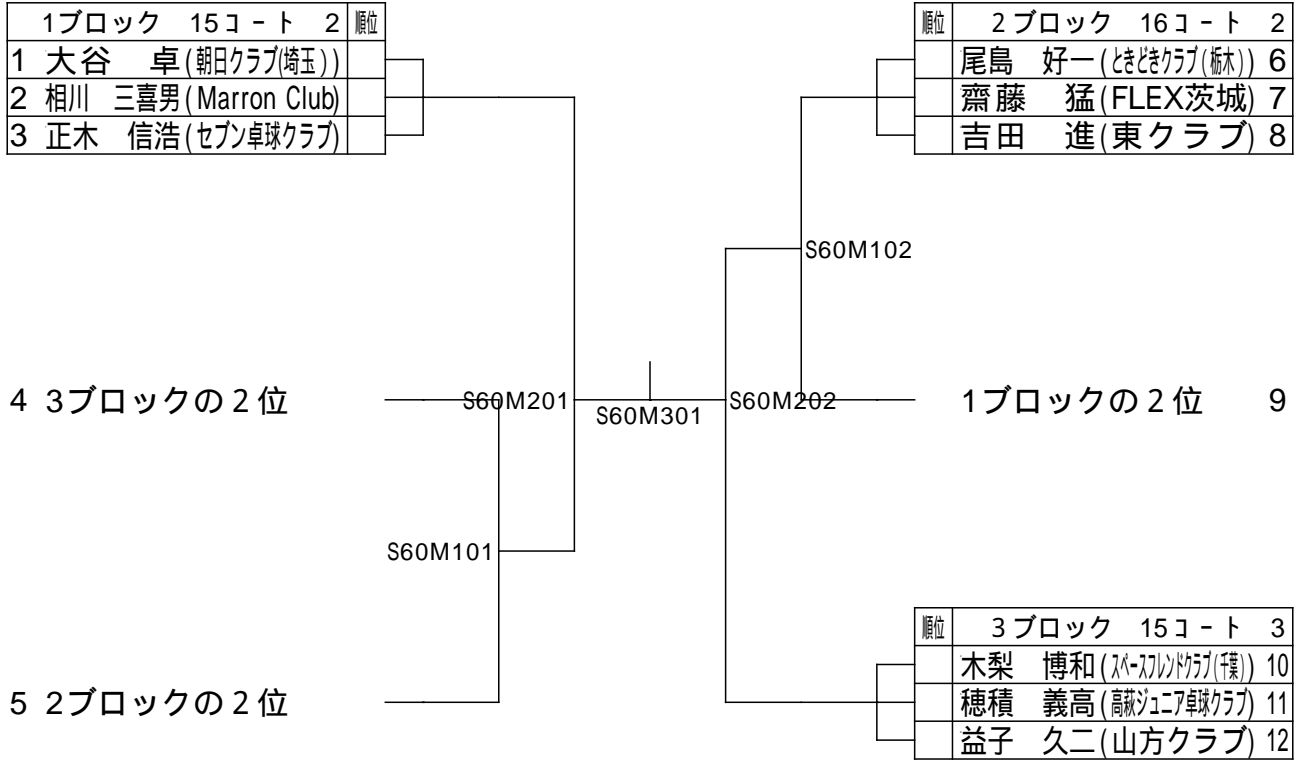 1ブロック 15コート 2 順位
1 大谷 卓(朝日クラブ(埼玉))
2 相川 三喜男(Marron Club)
3 正木 信浩(セブン卓球クラブ)
順位 2ブロック 16コート 2
尾島 好一(ときどきクラブ(栃木)) 6
齋藤 猛(FLEX茨城) 7
吉田 進(東クラブ) 8
S60M102
4 3ブロックの2位
S60M201
S60M301
S60M202
1ブロックの2位 9
S60M101
5 2ブロックの2位
順位 3ブロック 15コート 3
木梨 博和(スペースフレンドクラブ(千葉)) 10
穂積 義高(高萩ジュニア卓球クラブ) 11
益子 久二(山方クラブ) 12